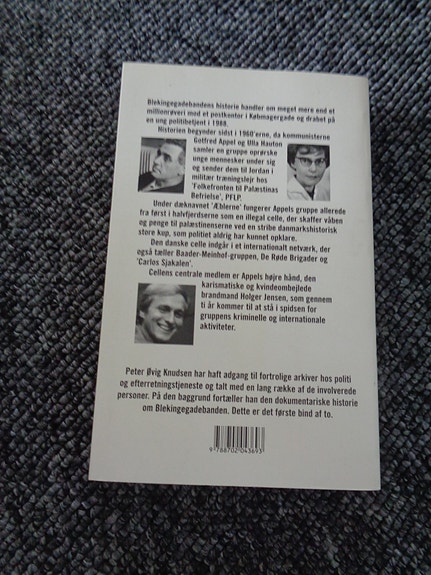 Blekingegadebandens historie handler om meget mere end et
millionrøveri mod et postkontor i Købmagergade og drabet på
en ung politibetjent i 1988.
Historien begynder sidst i 1960'erne, da kommunisterne
Gotfred Appel og Ulla Hauton
samler en gruppe oprørske
unge mennesker under sig
og sender dem til Jordan i
militær træningslejr hos
'Folkefronten til Palæstinas
Befrielse', PFLP.
Under dæknavnet 'Æblerne' fungerer Appels gruppe allerede
fra først i halvfjerdserne som en illegal celle, der skaffer våben
og penge til palæstinenserne ved en stribe danmarkshistorisk
store kup, som politiet aldrig har kunnet opklare.
Den danske celle indgår i et internationalt netværk, der
også tæller Baader-Meinhof-gruppen, De Røde Brigader og
'Carlos Sjakalen'.
Cellens centrale medlem er Appels højre hånd, den
karismatiske og kvindeombejlede
brandmand Holger Jensen, som gennem
ti år kommer til at stå i spidsen for
gruppens kriminelle og internationale
aktiviteter.
Peter Øvig Knudsen har haft adgang til fortrolige arkiver hos politi
og efterretningstjeneste og talt med en lang række af de involverede
personer. På den baggrund fortæller han den dokumentariske historie
om Blekingegadebanden. Dette er det første bind af to.
9 788702 043693